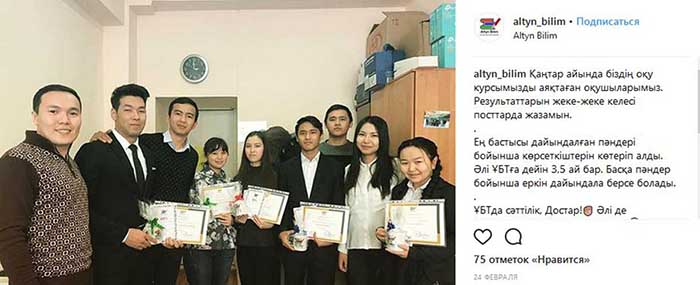 altyn_bilim • Подписаться
Altyn Bilim
altyn_bilim Қаңтар айында біздің оқу
курсымызды аяқтаған оқушыларымыз.
Результаттарын жеке-жеке келесі
посттарда жазамын.
.
Ең бастысы дайындалған пәндері
бойынша көрсеткіштерін көтеріп алды.
Әлі ҰБТға дейін 3,5 ай бар. Басқа пәндер
бойынша еркін дайындала берсе болады.
.
ҰБТда сәттілік, Достар!✊ Әлі де
75 отметок «Нравится»
24 ФЕВРАЛЯ